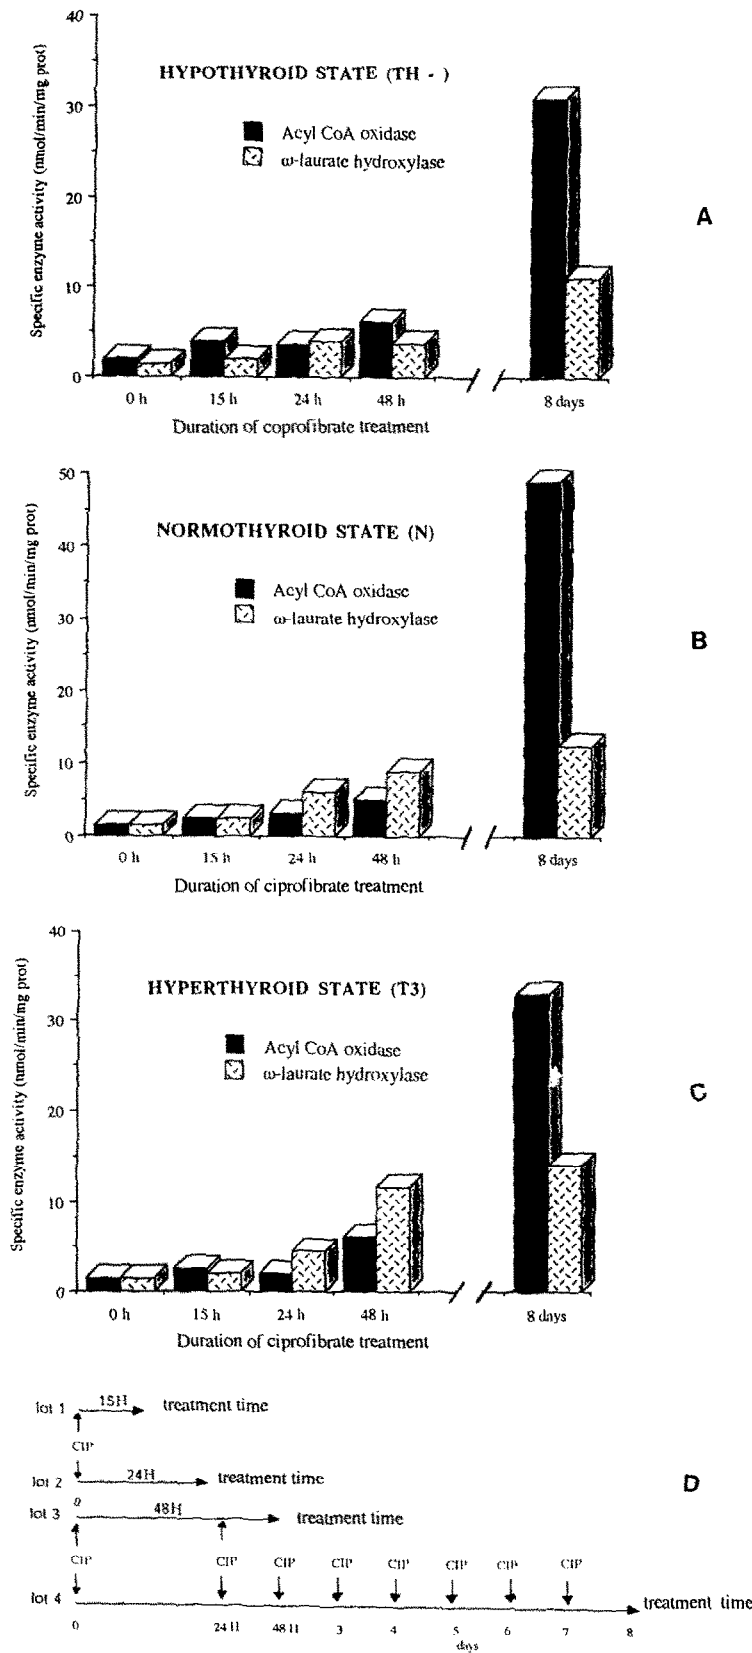 40
30
20
10
0
Specific enzyme activity (nmol/min/mg prot)
HYPOTHYROID STATE (TH - )
Acyl CoA oxidase
ω-laurate hydroxylase
A
0 h 15 h 24 h 48 h 8 days
Duration of coprofibrate treatment
50
40
30
20
10
0
Specific enzyme activity (nmol/min/mg prot)
NORMOTHYROID STATE (N)
Acyl CoA oxidase
ω-laurate hydroxylase
B
0 h 15 h 24 h 48 h 8 days
Duration of ciprofibrate treatment
40
30
20
10
0
Specific enzyme activity (nmol/min/mg prot)
HYPERTHYROID STATE (T3)
Acyl CoA oxidase
ω-laurate hydroxylase
C
0 h 15 h 24 h 48 h 8 days
Duration of ciprofibrate treatment
lot 1 15H treatment time
CIP
lot 2 24H treatment time
D
0
lot 3 48H treatment time
CIP CIP CIP CIP CIP CIP CIP CIP
lot 4 treatment time
0 24H 48H 3 4 5 6 7 8
days